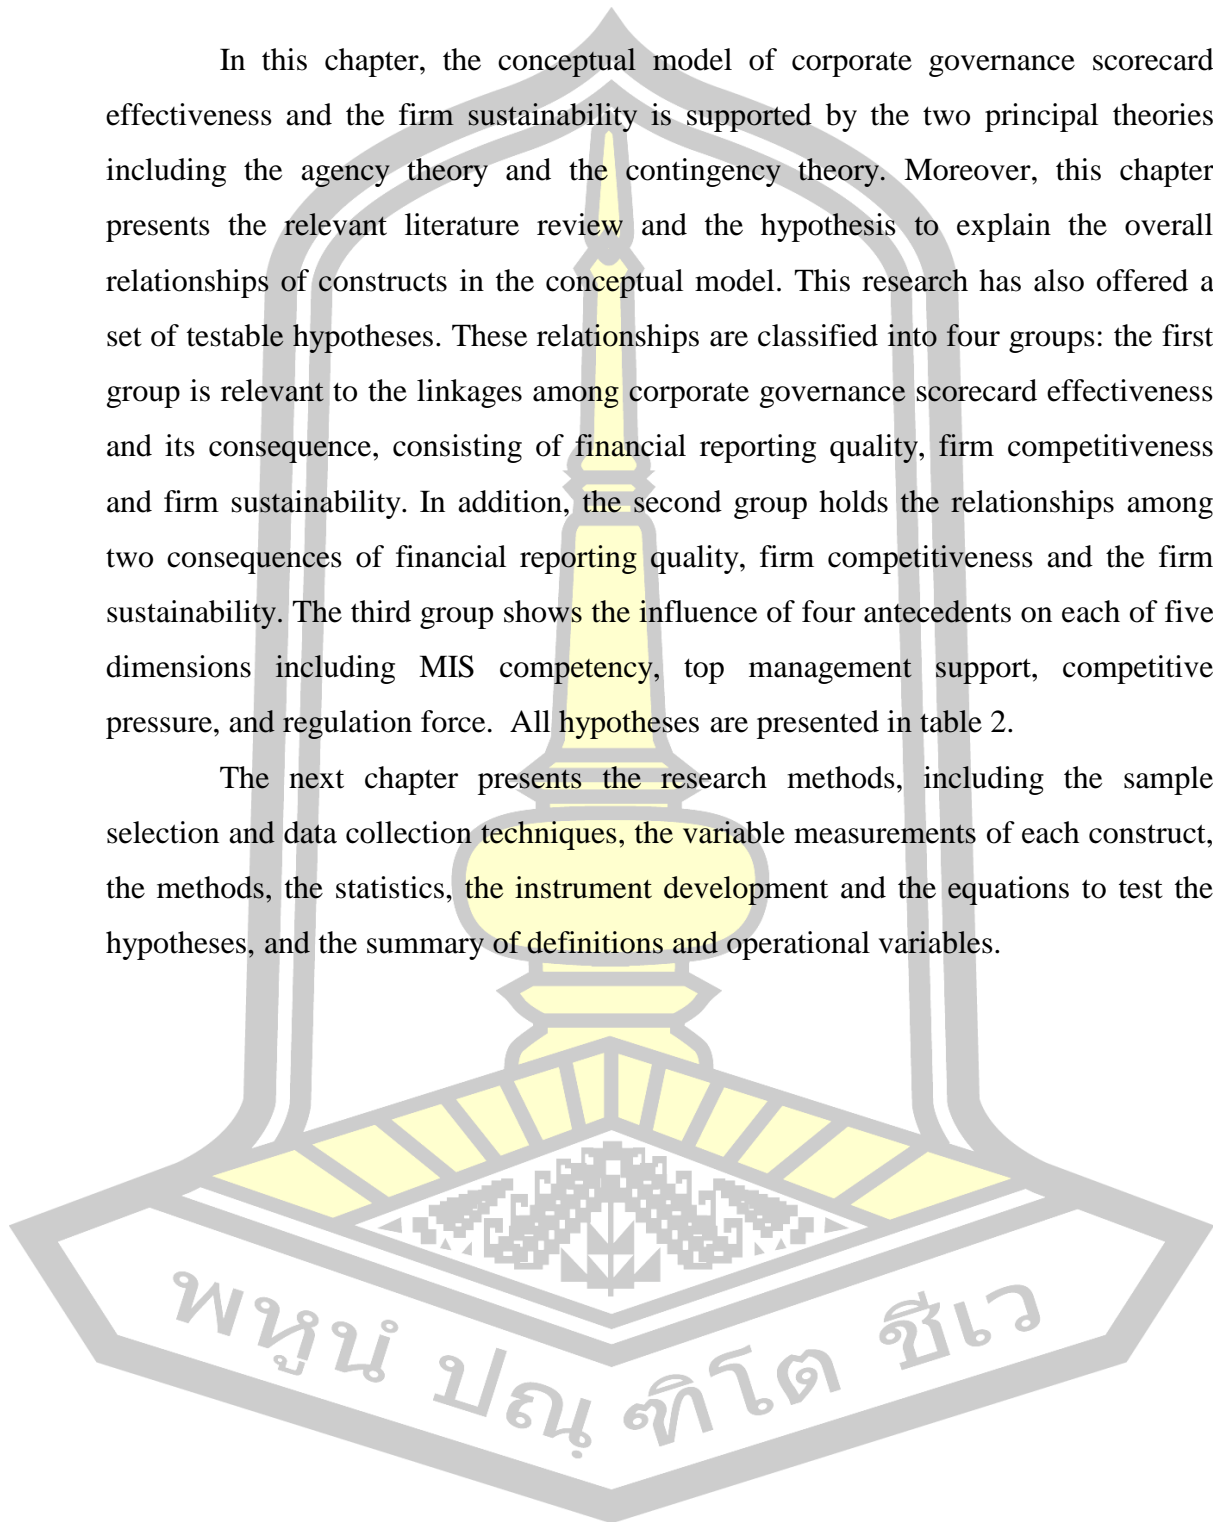 In this chapter, the conceptual model of corporate governance scorecard
effectiveness and the firm sustainability is supported by the two principal theories
including the agency theory and the contingency theory. Moreover, this chapter
presents the relevant literature review and the hypothesis to explain the overall
relationships of constructs in the conceptual model. This research has also offered a
set of testable hypotheses. These relationships are classified into four groups: the first
group is relevant to the linkages among corporate governance scorecard effectiveness
and its consequence, consisting of financial reporting quality, firm competitiveness
and firm sustainability. In addition, the second group holds the relationships among
two consequences of financial reporting quality, firm competitiveness and the firm
sustainability. The third group shows the influence of four antecedents on each of five
dimensions including MIS competency, top management support, competitive
pressure, and regulation force. All hypotheses are presented in table 2.
The next chapter presents the research methods, including the sample
selection and data collection techniques, the variable measurements of each construct,
the methods, the statistics, the instrument development and the equations to test the
hypotheses, and the summary of definitions and operational variables.
พหูนํ ปณฺ ฑิโต ชีเว